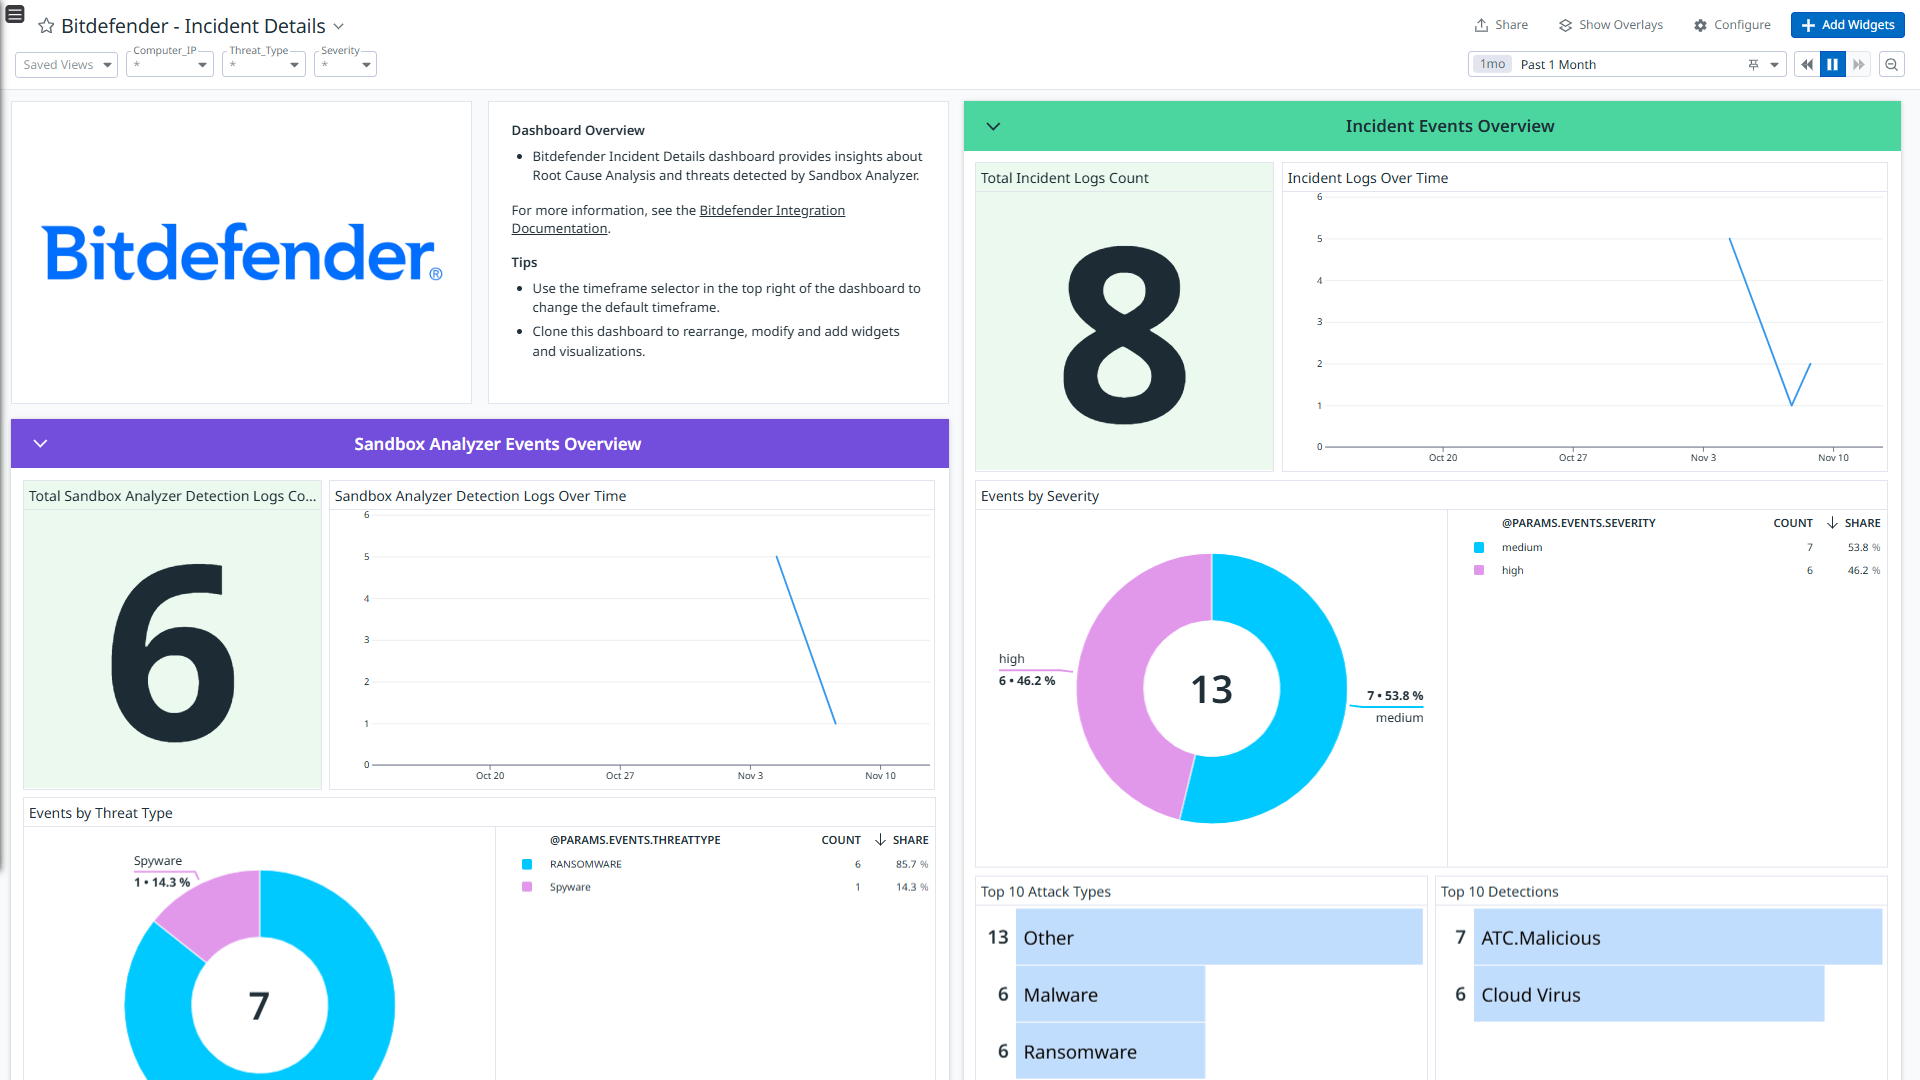 Bitdefender - Incident Details
Share
Show Overlays
Configure
Add Widgets
Saved Views
Computer_IP
*
Threat_Type
*
Severity
*
1mo
Past 1 Month
Bitdefender®
Dashboard Overview
• Bitdefender Incident Details dashboard provides insights about
Root Cause Analysis and threats detected by Sandbox Analyzer.
For more information, see the Bitdefender Integration
Documentation.
Tips
• Use the timeframe selector in the top right of the dashboard to
change the default timeframe.
• Clone this dashboard to rearrange, modify and add widgets
and visualizations.
Sandbox Analyzer Events Overview
Total Sandbox Analyzer Detection Logs Co...
6
Sandbox Analyzer Detection Logs Over Time
6
5
4
3
2
1
0
Oct 20
Oct 27
Nov 3
Nov 10
Events by Threat Type
Spyware
1 • 14.3 %
7
@PARAMS.EVENTS.THREATTYPE COUNT SHARE
RANSOMWARE 6 85.7 %
Spyware 1 14.3 %
Incident Events Overview
Total Incident Logs Count
8
Incident Logs Over Time
6
5
4
3
2
1
0
Oct 20
Oct 27
Nov 3
Nov 10
Events by Severity
high
6 • 46.2 %
13
7 • 53.8 %
medium
@PARAMS.EVENTS.SEVERITY COUNT SHARE
medium 7 53.8 %
high 6 46.2 %
Top 10 Attack Types
13 Other
6 Malware
6 Ransomware
Top 10 Detections
7 ATC.Malicious
6 Cloud Virus